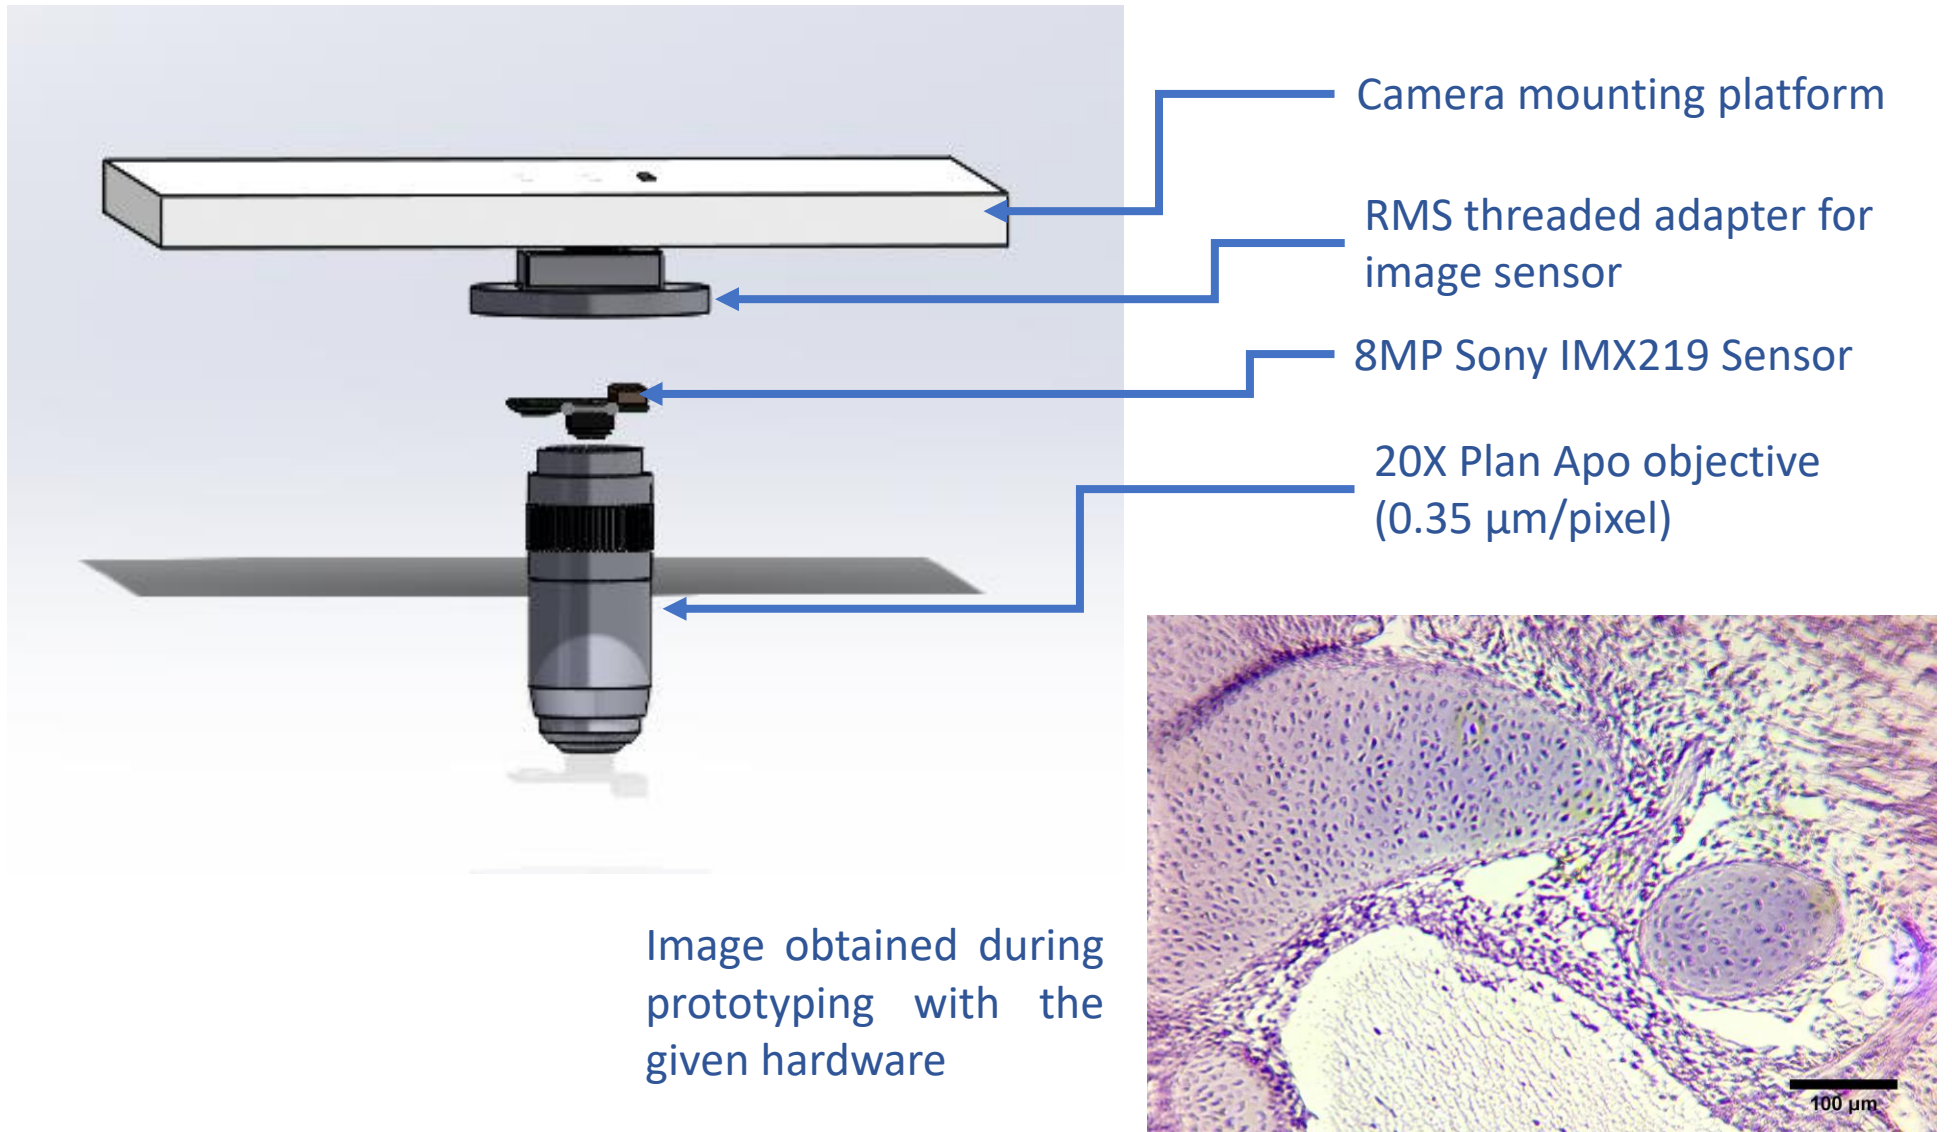 Camera mounting platform
RMS threaded adapter for
image sensor
8MP Sony IMX219 Sensor
20X Plan Apo objective
(0.35 µm/pixel)
Image obtained during
prototyping with the
given hardware
100 µm